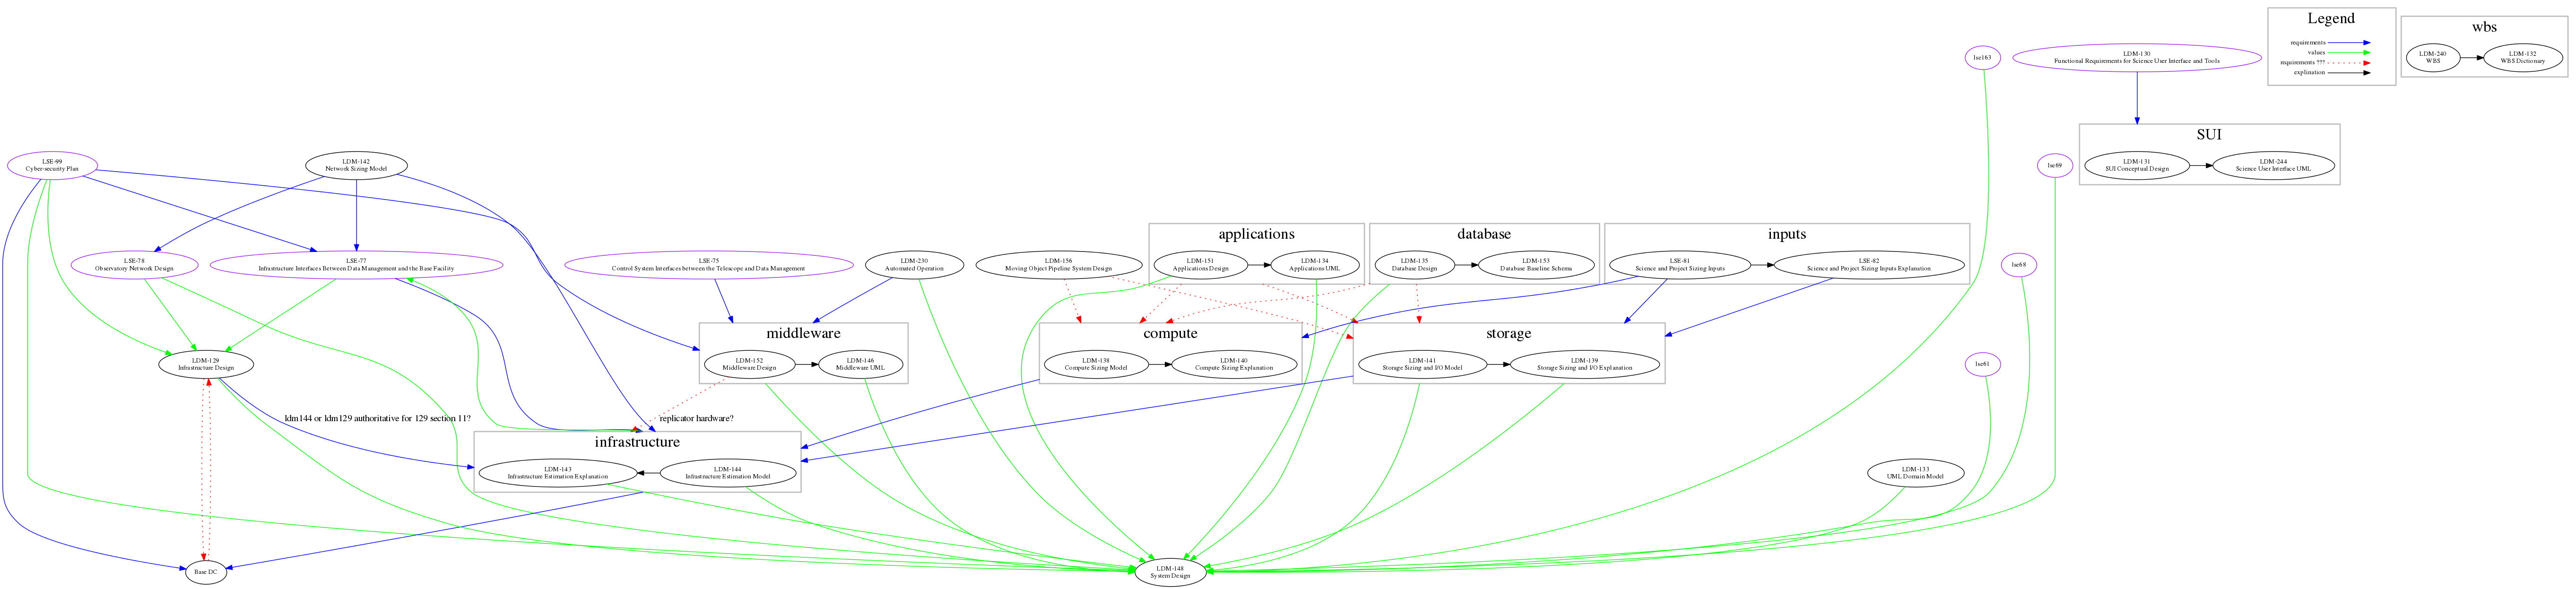 Legend
requirements
values
requirements ???
explination
wbs
LDM-240
WBS
LDM-132
WBS Dictionary
lse163
LDM-130
Functional Requirements for Science User Interface and Tools
SUI
LDM-131
SUI Conceptual Design
LDM-244
Science User Interface UML
LSE-99
Cyber-security Plan
LDM-142
Network Sizing Model
lse69
LSE-78
Observatory Network Design
LSE-77
Infrastructure Interfaces Between Data Management and the Base Facility
LSE-75
Control System Interfaces between the Telescope and Data Management
LDM-230
Automated Operation
LDM-156
Moving Object Pipeline System Design
applications
LDM-151
Applications Design
LDM-134
Applications UML
database
LDM-135
Database Design
LDM-153
Database Baseline Schema
inputs
LSE-81
Science and Project Sizing Inputs
LSE-82
Science and Project Sizing Inputs Explanation
lse68
middleware
LDM-152
Middleware Design
LDM-146
Middleware UML
compute
LDM-138
Compute Sizing Model
LDM-140
Compute Sizing Explanation
storage
LDM-141
Storage Sizing and I/O Model
LDM-139
Storage Sizing and I/O Explanation
lse61
LDM-129
Infrastructure Design
ldm144 or ldm129 authoritative for 129 section 11?
replicator hardware?
infrastructure
LDM-143
Infrastructure Estimation Explanation
LDM-144
Infrastructure Estimation Model
LDM-133
UML Domain Model
Base DC
LDM-148
System Design